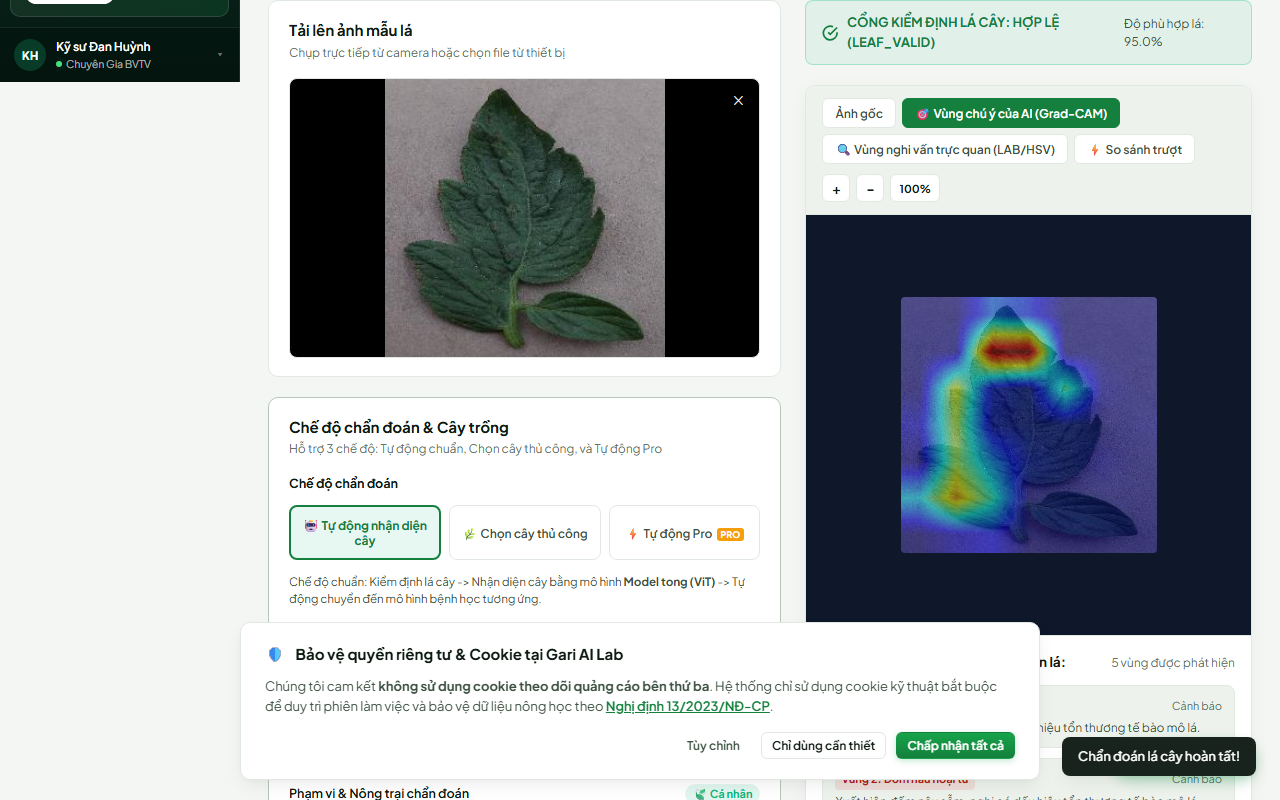 KH
Kỹ sư Đan Huỳnh
Chuyên Gia BVTV
Tải lên ảnh mẫu lá
Chụp trực tiếp từ camera hoặc chọn file từ thiết bị
Chế độ chẩn đoán & Cây trồng
Hỗ trợ 3 chế độ: Tự động chuẩn, Chọn cây thủ công, và Tự động Pro
Chế độ chẩn đoán
Tự động nhận diện
cây
Chọn cây thủ công
Tự động Pro PRO
Chế độ chuẩn: Kiểm định lá cây -> Nhận diện cây bằng mô hình Model tong (ViT) -> Tự
động chuyển đến mô hình bệnh học tương ứng.
Phạm vi & Nông trại chẩn đoán
Cá nhân
CỔNG KIỂM ĐỊNH LÁ CÂY: HỢP LỆ
(LEAF_VALID)
Độ phù hợp lá:
95.0%
Ảnh gốc
Vùng chú ý của AI (Grad-CAM)
Vùng nghi vấn trực quan (LAB/HSV)
So sánh trượt
+
−
100%
n lá:
5 vùng được phát hiện
Cảnh báo
hiệu tổn thương tế bào mô lá.
Cảnh báo
Bảo vệ quyền riêng tư & Cookie tại Gari AI Lab
Chúng tôi cam kết không sử dụng cookie theo dõi quảng cáo bên thứ ba. Hệ thống chỉ sử dụng cookie kỹ thuật bắt buộc
để duy trì phiên làm việc và bảo vệ dữ liệu nông học theo Nghị định 13/2023/NĐ-CP.
Tùy chỉnh
Chỉ dùng cần thiết
Chấp nhận tất cả
Chẩn đoán lá cây hoàn tất!